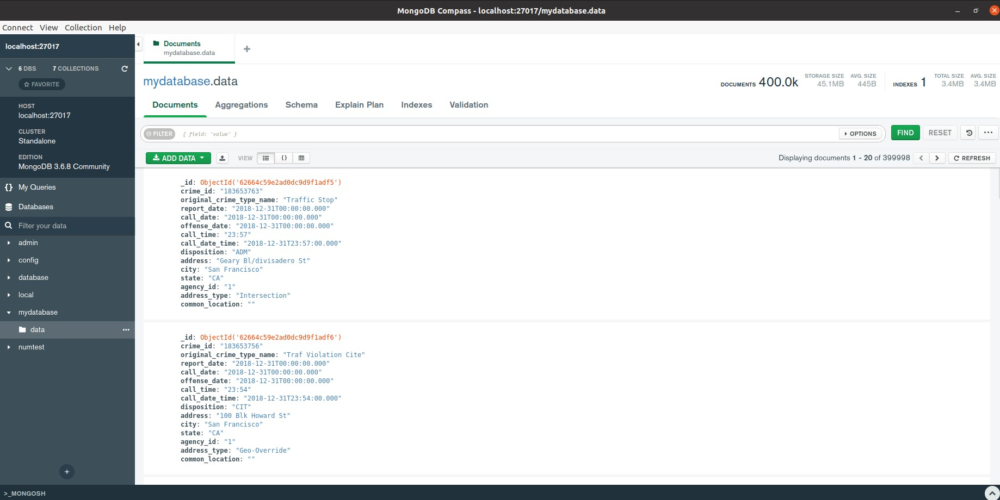 MongoDB Compass - localhost:27017/mydatabase.data
Connect View Collection Help
localhost:27017
6 DBS 7 COLLECTIONS
FAVORITE
HOST
localhost:27017
CLUSTER
Standalone
EDITION
MongoDB 3.6.8 Community
{} My Queries
Databases
Filter your data
admin
config
database
local
mydatabase
data
numtest
>_MONGOSH
Documents
mydatabase.data
mydatabase.data
DOCUMENTS 400.0k
STORAGE SIZE
45.1MB
AVG. SIZE
445B
INDEXES 1
TOTAL SIZE
3.4MB
AVG. SIZE
3.4MB
Documents Aggregations Schema Explain Plan Indexes Validation
FILTER { field: 'value' } OPTIONS FIND RESET
ADD DATA VIEW {} Displaying documents 1 - 20 of 399998 REFRESH
_id: ObjectId('62664c59e2ad0dc9d9f1adf5')
crime_id: "183653763"
original_crime_type_name: "Traffic Stop"
report_date: "2018-12-31T00:00:00.000"
call_date: "2018-12-31T00:00:00.000"
offense_date: "2018-12-31T00:00:00.000"
call_time: "23:57"
call_date_time: "2018-12-31T23:57:00.000"
disposition: "ADM"
address: "Geary Bl/divisadero St"
city: "San Francisco"
state: "CA"
agency_id: "1"
address_type: "Intersection"
common_location: ""
_id: ObjectId('62664c59e2ad0dc9d9f1adf6')
crime_id: "183653756"
original_crime_type_name: "Traf Violation Cite"
report_date: "2018-12-31T00:00:00.000"
call_date: "2018-12-31T00:00:00.000"
offense_date: "2018-12-31T00:00:00.000"
call_time: "23:54"
call_date_time: "2018-12-31T23:54:00.000"
disposition: "CIT"
address: "100 Blk Howard St"
city: "San Francisco"
state: "CA"
agency_id: "1"
address_type: "Geo-Override"
common_location: ""